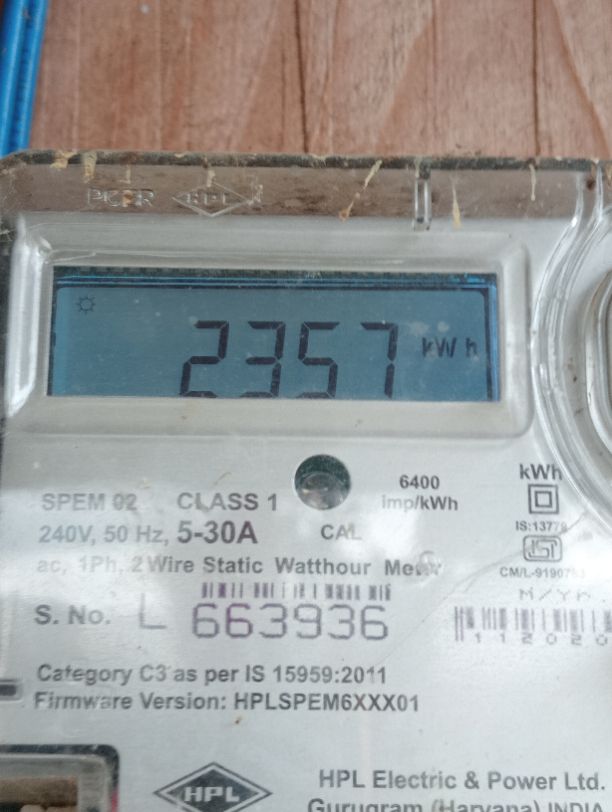 HPL
2357 kWh
SPEM 02 CLASS 1
6400
imp/kWh
kWh
240V, 50 Hz, 5-30A
CAL
ac, 1Ph, 2 Wire Static Watthour
S. No. L 663936
Category C3 as per IS 15959:2011
Firmware Version: HPLSPEM6XXX01
HPL
HPL Electric & Power Ltd.
Gurugram (Haryana) INDIA